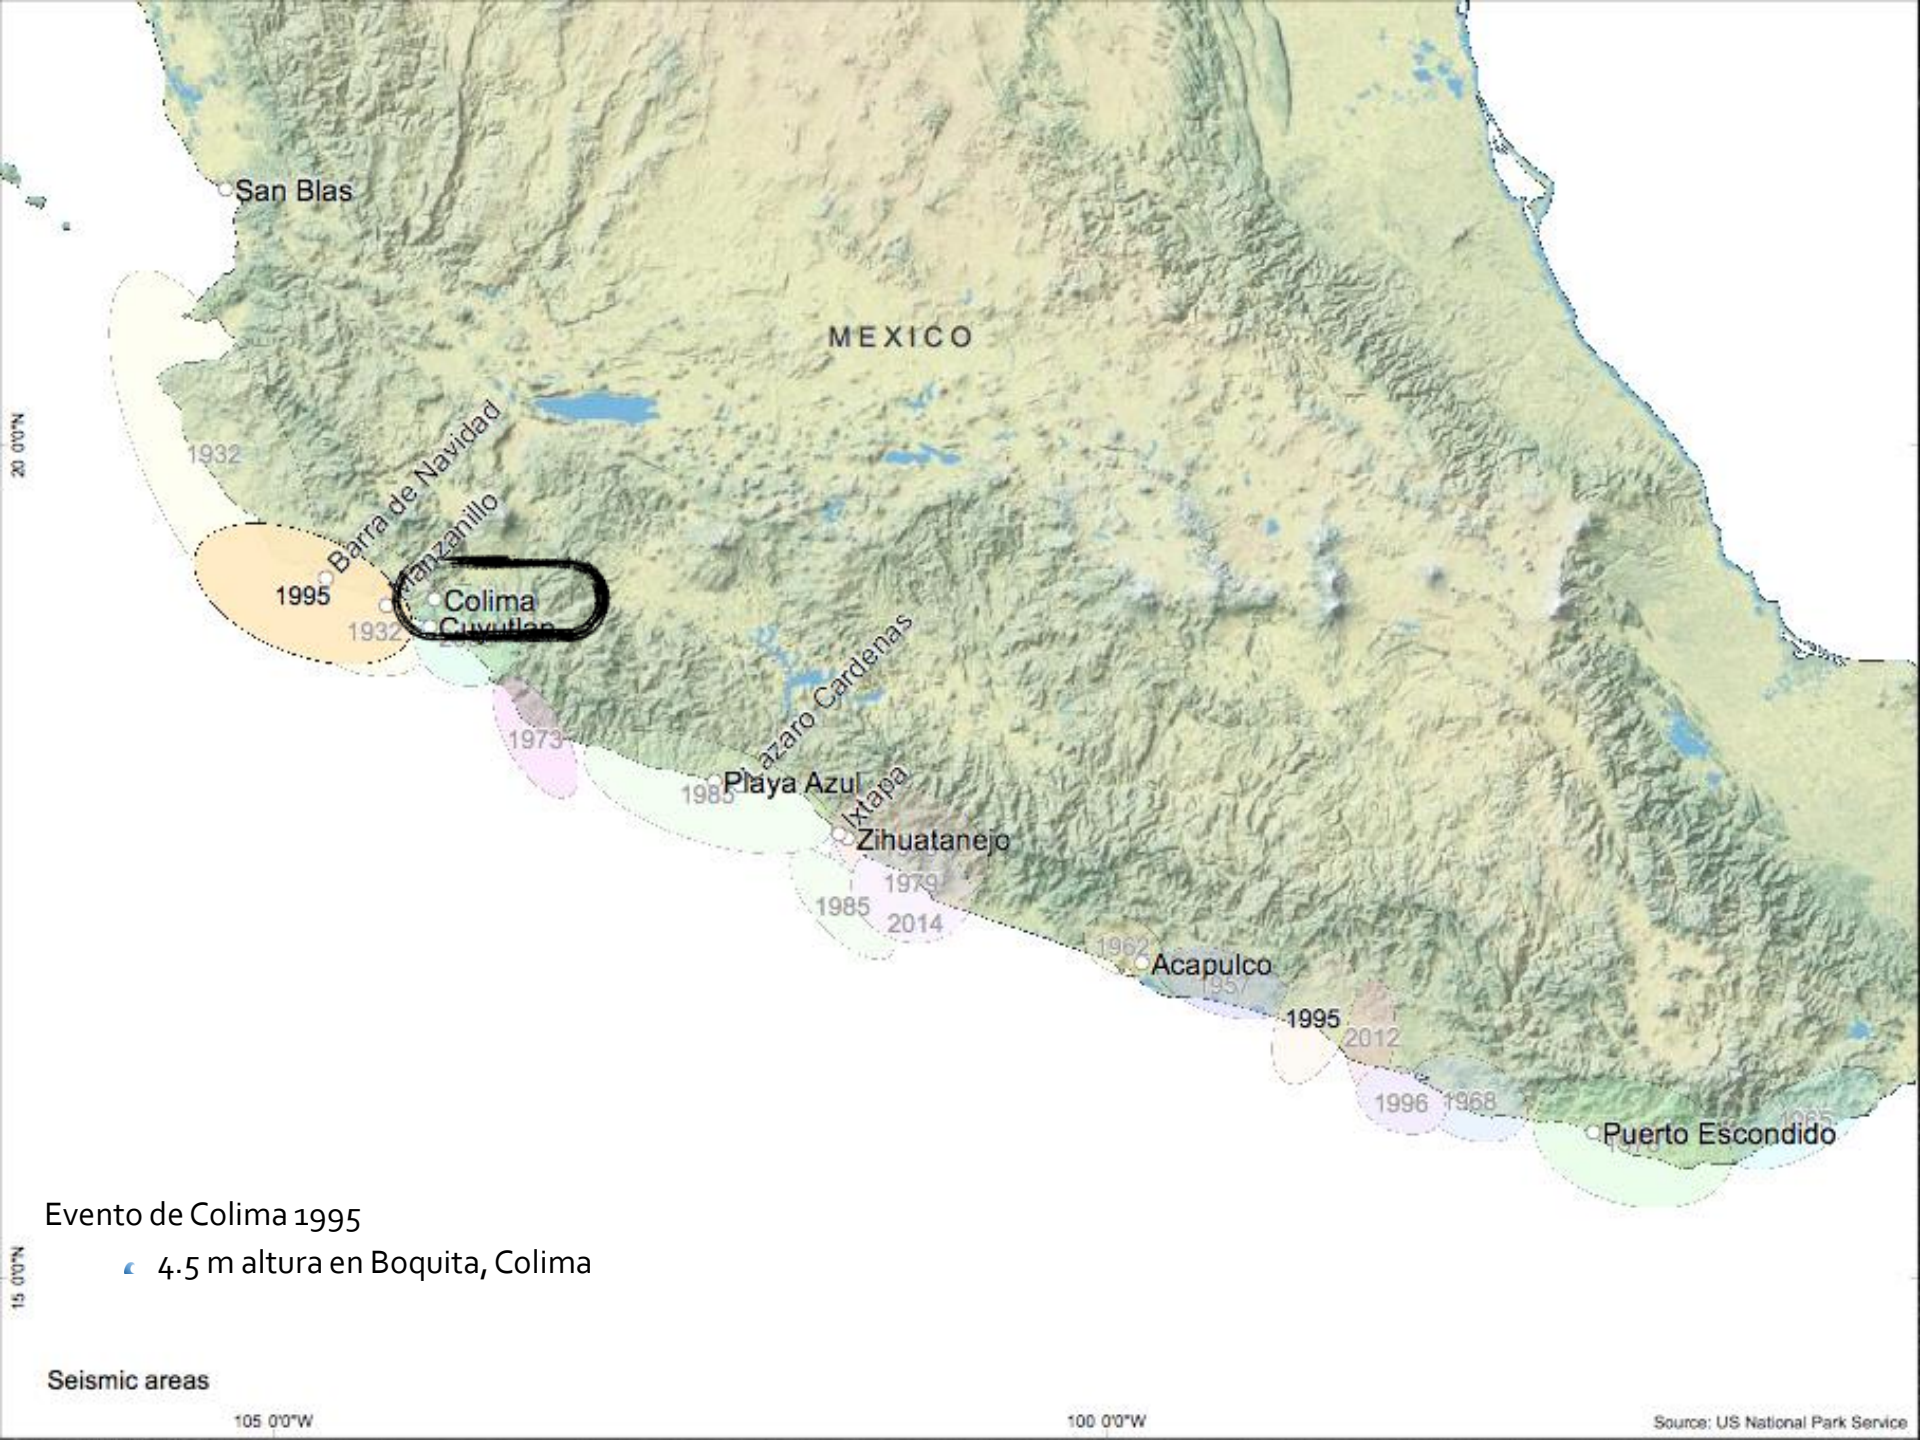 San Blas
MEXICO
20 0'0"N
1932
Barra de Navidad
Manzanillo
1995
Colima
1932
Cuyutlan
1973
Lazaro Cardenas
Playa Azul
1985
Ixtapa
Zihuatanejo
1979
1985
2014
1962
Acapulco
1957
1995
2012
1996
1968
1965
Puerto Escondido
Evento de Colima 1995
4.5 m altura en Boquita, Colima
15 0'0"N
Seismic areas
105 0'0"W
100 0'0"W
Source: US National Park Service